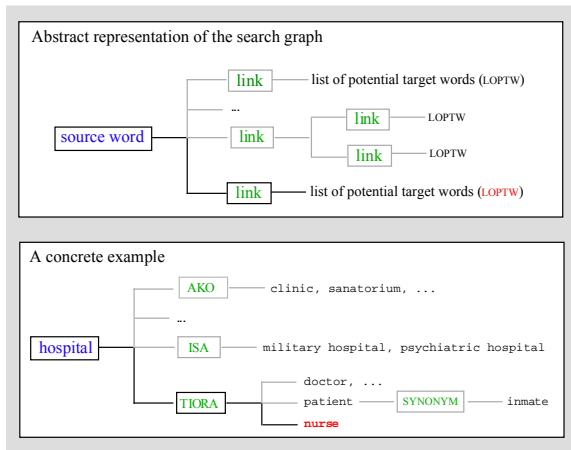 Abstract representation of the search graph
link list of potential target words (LOPTW)
...
link LOPTW
source word link
link LOPTW
link list of potential target words (LOPTW)
A concrete example
AKO clinic, sanatorium, ...
...
hospital ISA military hospital, psychiatric hospital
doctor, ...
TIORA patient SYNONYM inmate
nurse